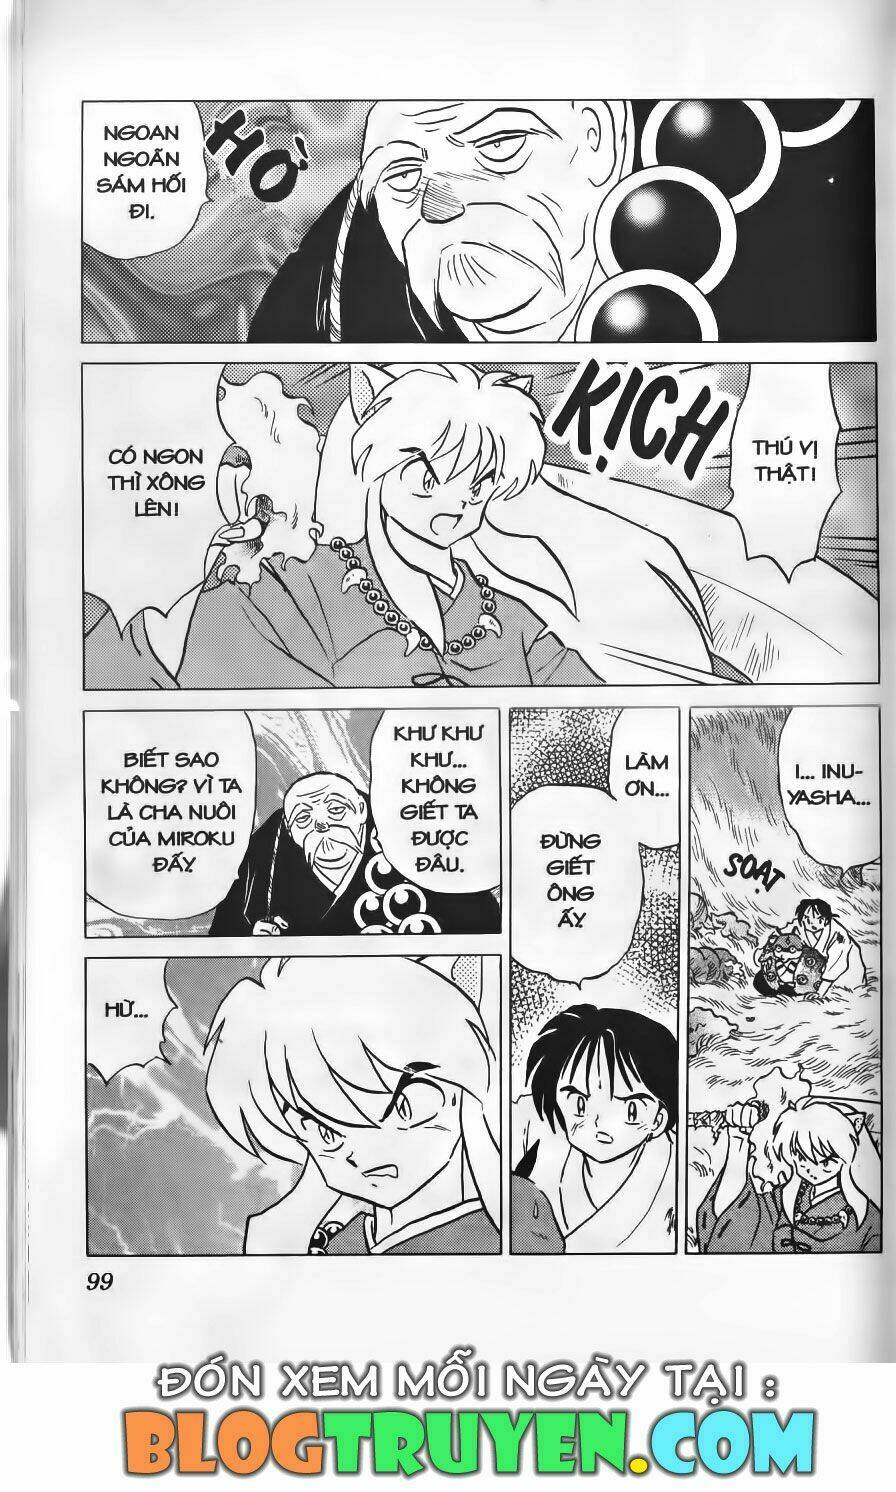 NGOAN
NGOÃN
SÁM HỐI
ĐI.
HỪ
THÚ VỊ
THẬT!
KỊCH
CÓ NGON
THÌ XÔNG
LÊN!
I... INU-
YASHA...
SOẠT
LÀM
ƠN...
ĐỪNG
GIẾT
ÔNG
ẤY.
KHƯ KHƯ
KHƯ...
KHÔNG
GIẾT TA
ĐƯỢC
ĐÂU.
BIẾT SAO
KHÔNG? VÌ TA
LÀ CHA NUÔI
CỦA MIROKU
ĐẤY.
HỪ...
99
ĐÓN XEM MỖI NGÀY TẠI :
BLOGTRUYEN.COM